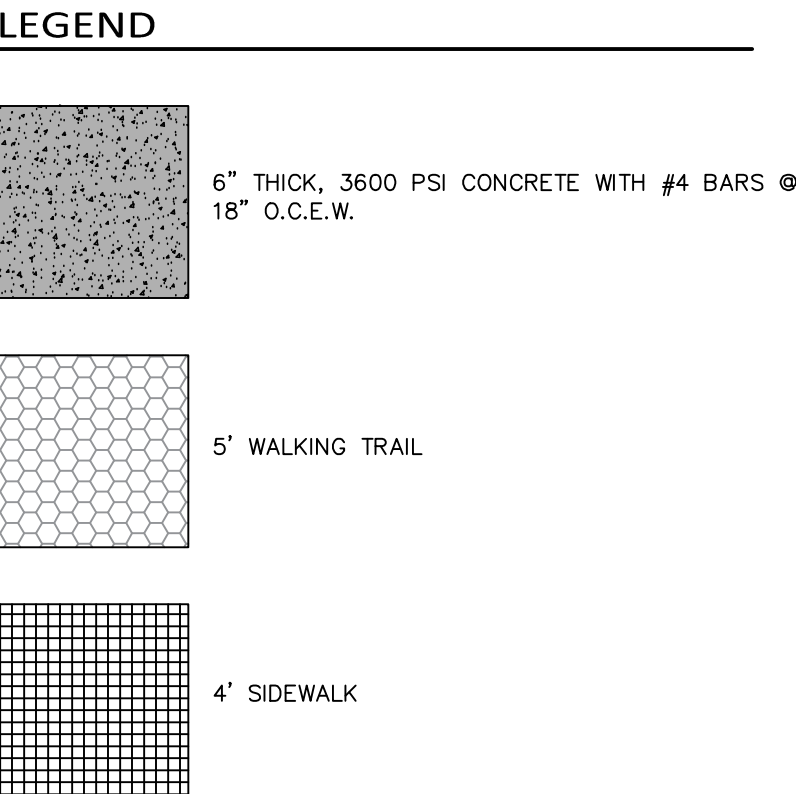 LEGEND
6” THICK, 3600 PSI CONCRETE WITH #4 BARS @
18” O.C.E.W.
5’ WALKING TRAIL
4’ SIDEWALK